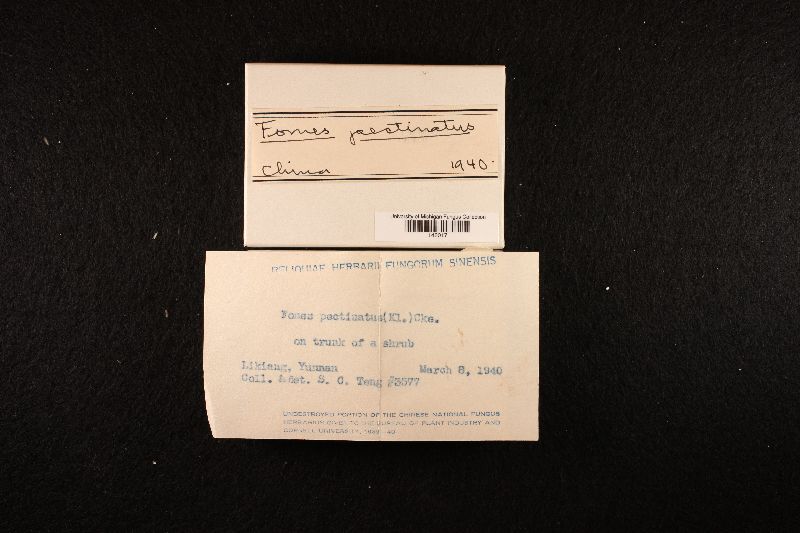 Fomes pectinatus
China 1940
University of Michigan Fungus Collection
RELIQUIAE HERBARII FUNGORUM SINENSIS
Fomes pectinatus(Kl.)Cke.
on trunk of a shrub
Likiang, Yunnan March 8, 1940
Coll. & det. S. C. Teng #3577
UNDESTROYED PORTION OF THE CHINESE NATIONAL FUNGUS
HERBARIUM GIVEN TO THE BUREAU OF PLANT INDUSTRY AND
CORNELL UNIVERSITY, 1939-40